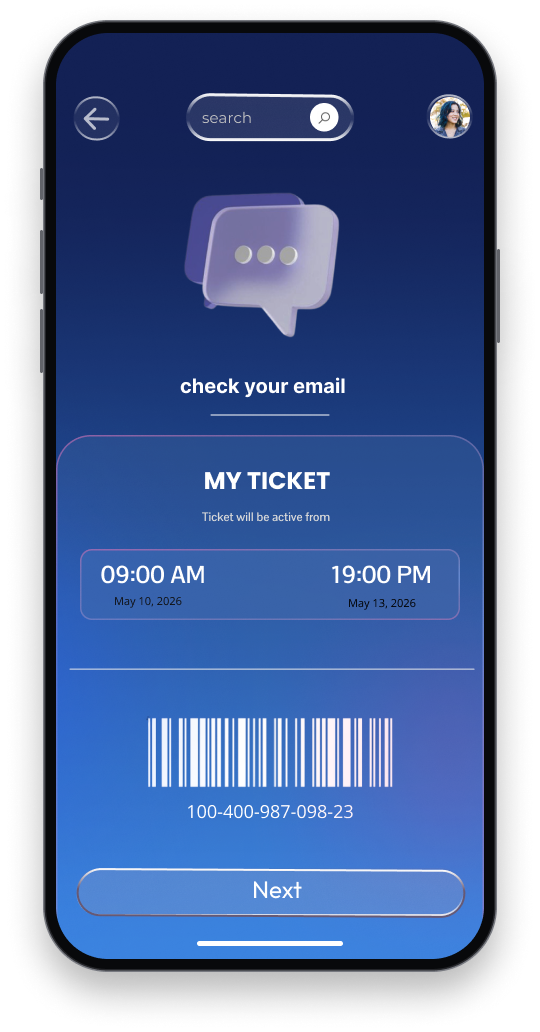 search
check your email
MY TICKET
Ticket will be active from
09:00 AM 19:00 PM
May 10, 2026 May 13, 2026
100-400-987-098-23
Next